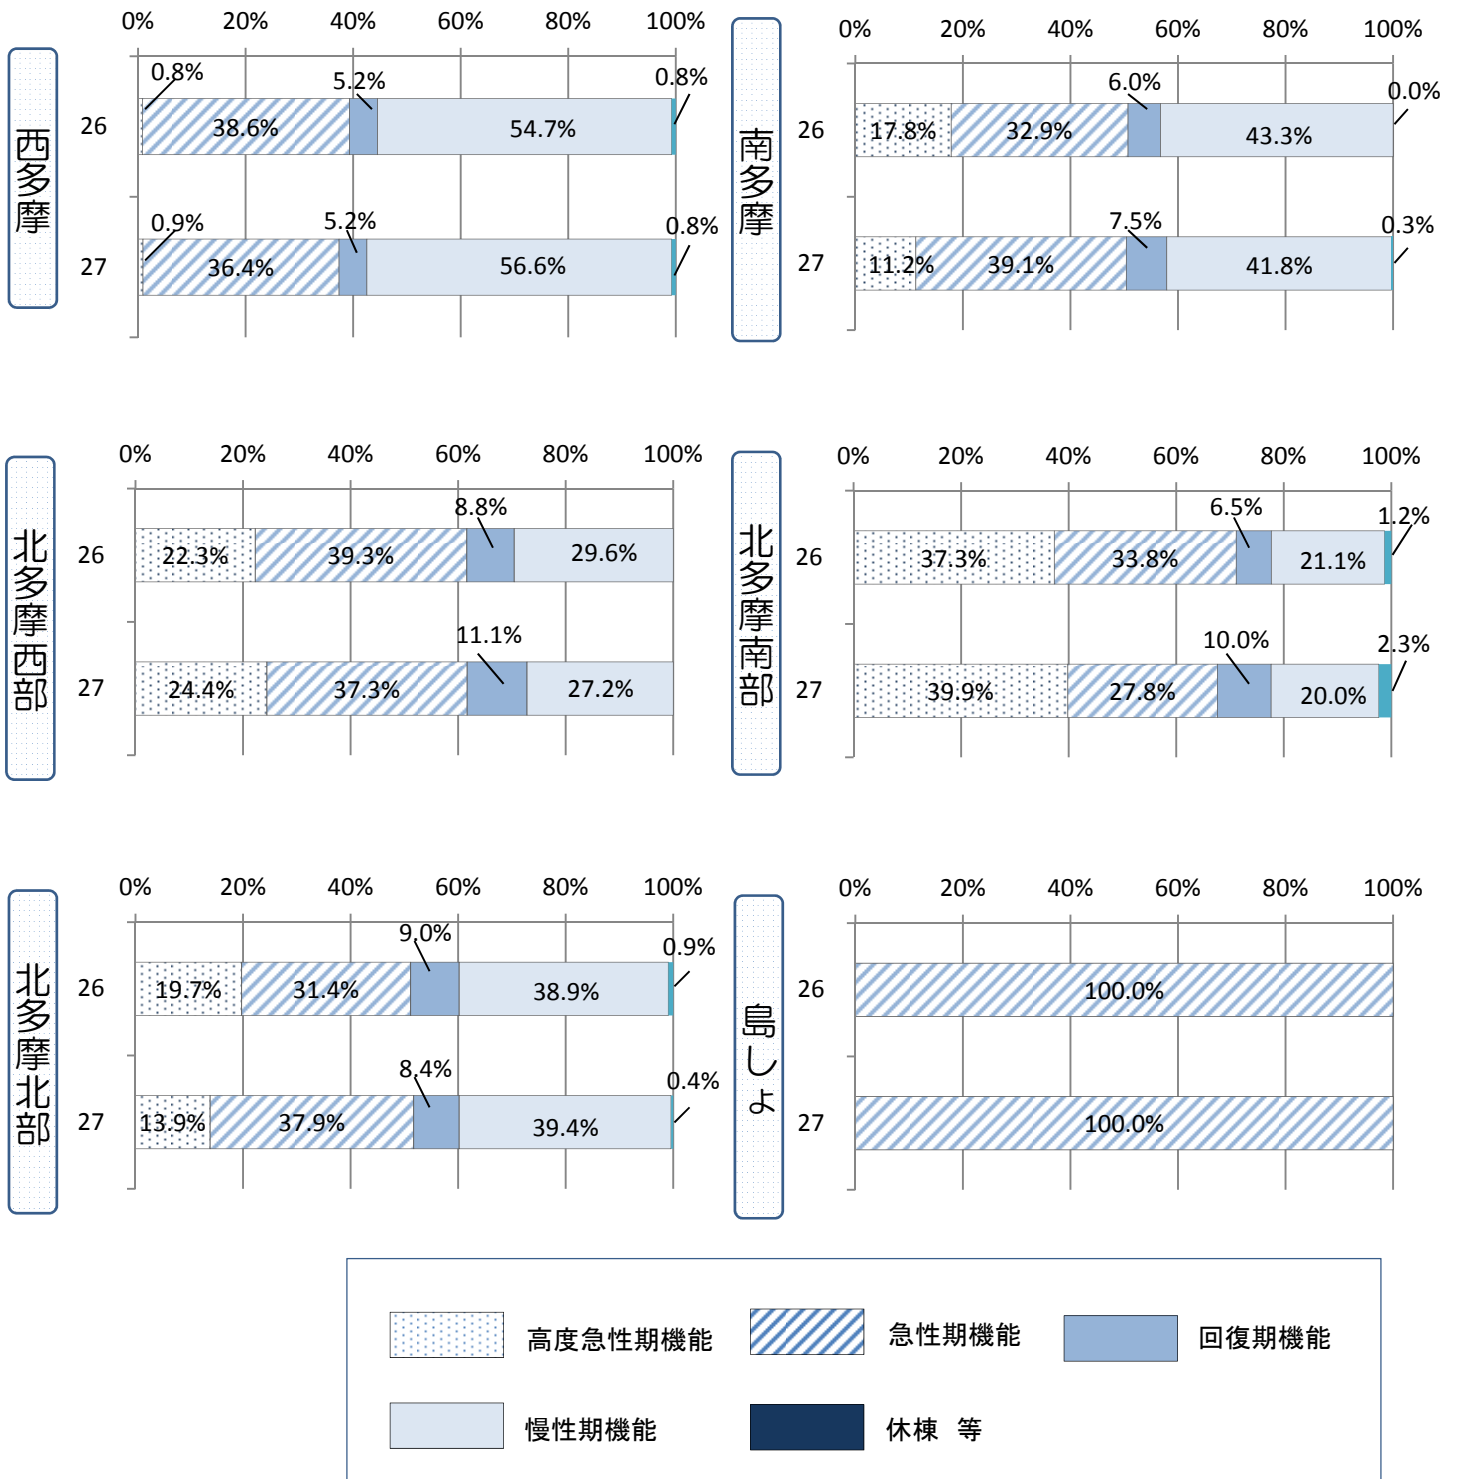 西多摩
0% 20% 40% 60% 80% 100%
0.8% 5.2% 0.8%
26 38.6% 54.7%
0.9% 5.2% 0.8%
27 36.4% 56.6%
南多摩
0% 20% 40% 60% 80% 100%
6.0% 0.0%
26 17.8% 32.9% 43.3%
7.5% 0.3%
27 11.2% 39.1% 41.8%
北多摩西部
0% 20% 40% 60% 80% 100%
8.8%
26 22.3% 39.3% 29.6%
11.1%
27 24.4% 37.3% 27.2%
北多摩南部
0% 20% 40% 60% 80% 100%
6.5% 1.2%
26 37.3% 33.8% 21.1%
10.0% 2.3%
27 39.9% 27.8% 20.0%
北多摩北部
0% 20% 40% 60% 80% 100%
9.0% 0.9%
26 19.7% 31.4% 38.9%
8.4% 0.4%
27 13.9% 37.9% 39.4%
島しょ
0% 20% 40% 60% 80% 100%
26 100.0%
27 100.0%
高度急性期機能 急性期機能 回復期機能
慢性期機能 休棟 等